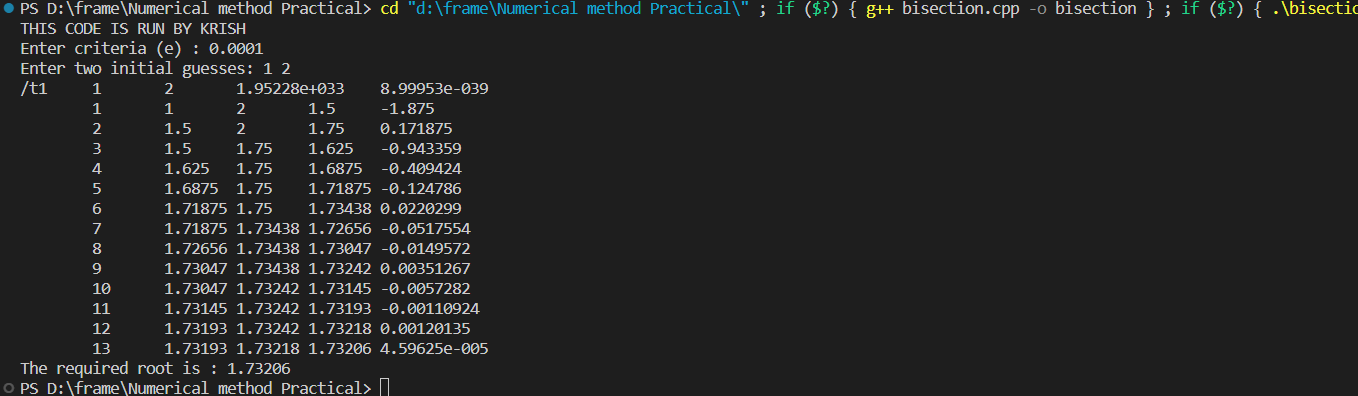 PS D:\frame\Numerical method Practical> cd "d:\frame\Numerical method Practical\" ; if ($?) { g++ bisection.cpp -o bisection } ; if ($?) { .\bisectio
THIS CODE IS RUN BY KRISH
Enter criteria (e) : 0.0001
Enter two initial guesses: 1 2
/t1 1 2 1.95228e+033 8.99953e-039
1 1 2 1.5 -1.875
2 1.5 2 1.75 0.171875
3 1.5 1.75 1.625 -0.943359
4 1.625 1.75 1.6875 -0.409424
5 1.6875 1.75 1.71875 -0.124786
6 1.71875 1.75 1.73438 0.0220299
7 1.71875 1.73438 1.72656 -0.0517554
8 1.72656 1.73438 1.73047 -0.0149572
9 1.73047 1.73438 1.73242 0.00351267
10 1.73047 1.73242 1.73145 -0.0057282
11 1.73145 1.73242 1.73193 -0.00110924
12 1.73193 1.73242 1.73218 0.00120135
13 1.73193 1.73218 1.73206 4.59625e-005
The required root is : 1.73206
PS D:\frame\Numerical method Practical>